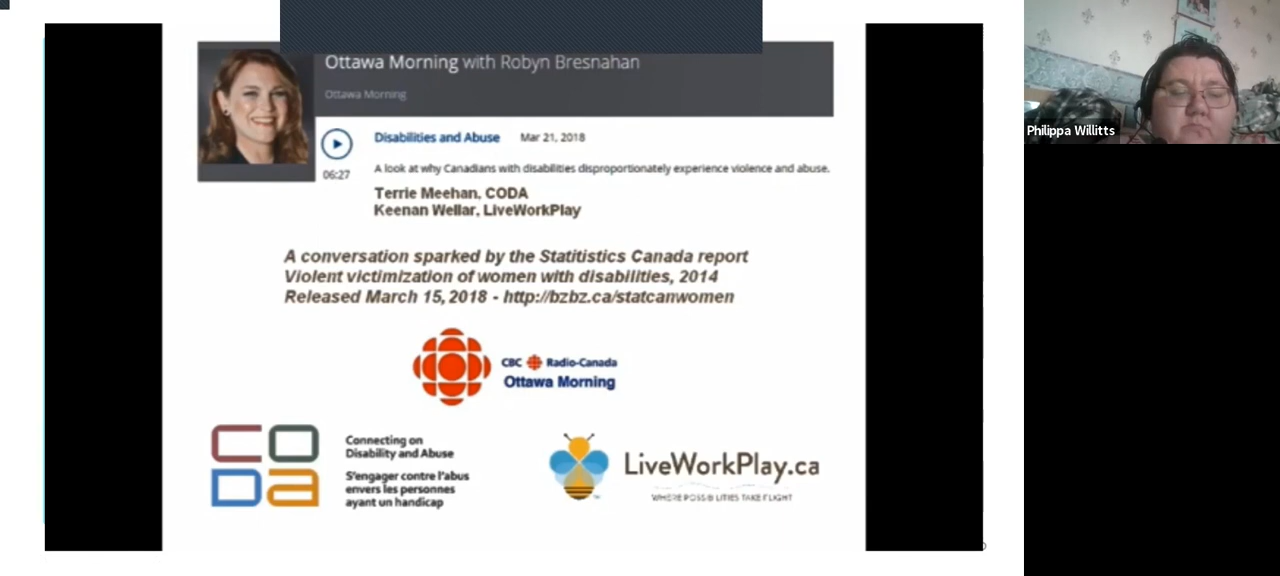 Ottawa Morning with Robyn Bresnahan
Ottawa Morning
Disabilities and Abuse Mar 21, 2018
06:27
A look at why Canadians with disabilities disproportionately experience violence and abuse.
Terrie Meehan, CODA
Keenan Wellar, LiveWorkPlay
A conversation sparked by the Statitistics Canada report
Violent victimization of women with disabilities, 2014
Released March 15, 2018 - http://bzbz.ca/statcanwomen
CBC Radio-Canada
Ottawa Morning
CODa
Connecting on
Disability and Abuse
S'engager contre l'abus
envers les personnes
ayant un handicap
LiveWorkPlay.ca
TM
WHERE POSSIBILITIES TAKE FLIGHT
Philippa Willitts